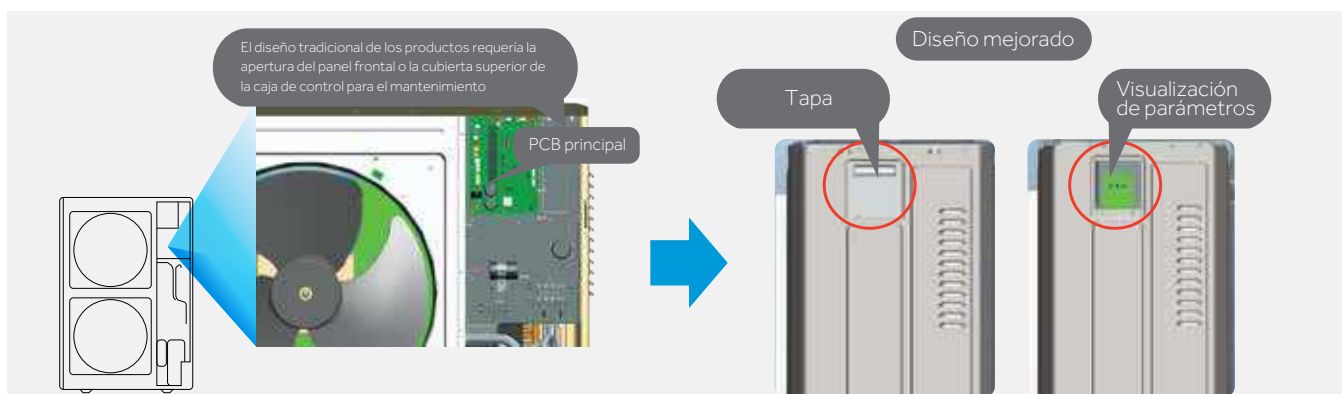 El diseño tradicional de los productos requería la
apertura del panel frontal o la cubierta superior de
la caja de control para el mantenimiento
PCB principal
Diseño mejorado
Tapa
Visualización
de parámetros